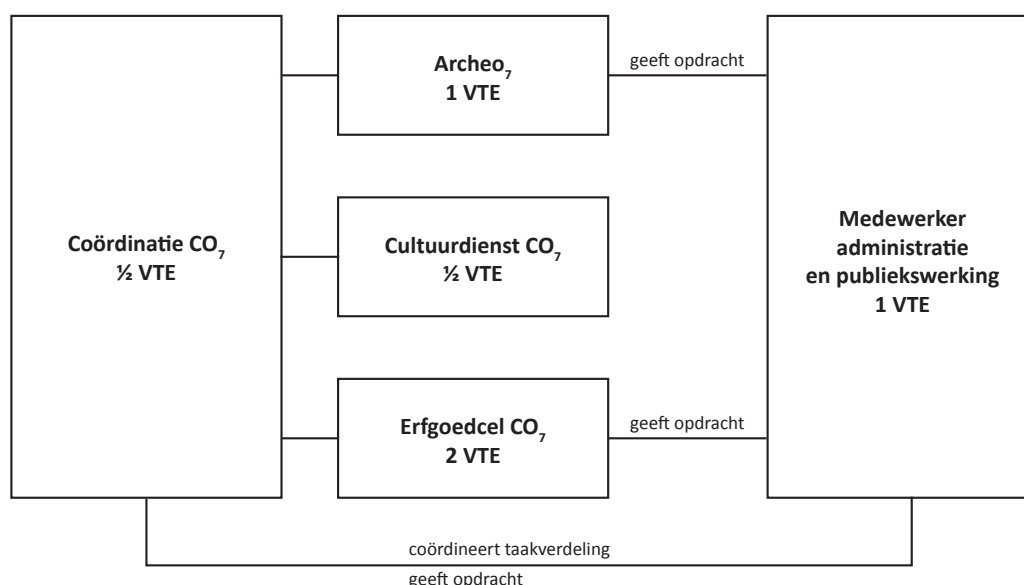 Archeo₇
1 VTE
geeft opdracht
Coördinatie CO₇
½ VTE
Cultuurdienst CO₇
½ VTE
Medewerker
administratie
en publiekswerking
1 VTE
Erfgoedcel CO₇
2 VTE
geeft opdracht
coördineert taakverdeling
geeft opdracht